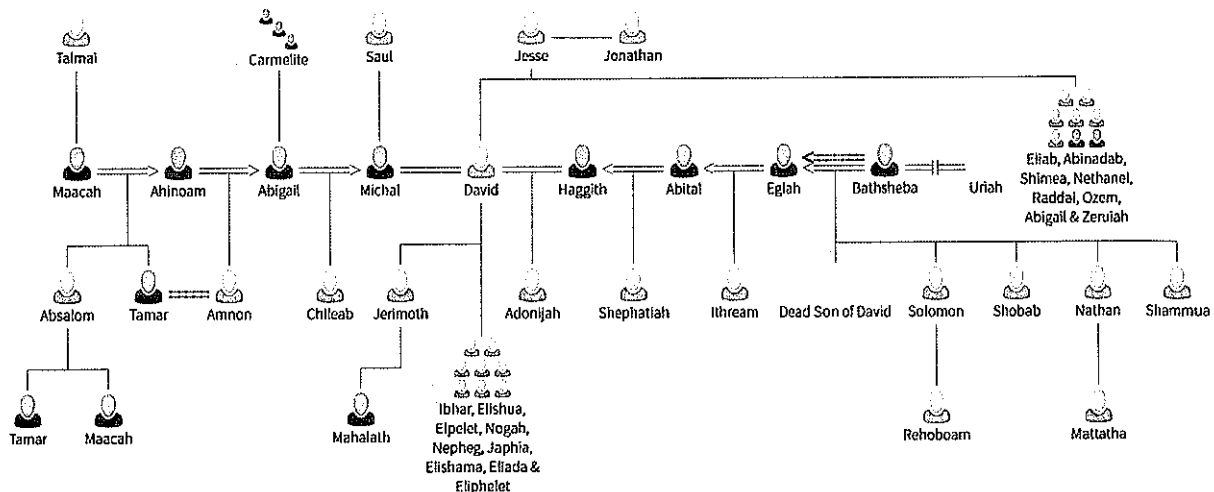 Talmai
Carmelite
Saul
Jesse
Jonathan
Maacah
Ahinoam
Abigail
Michal
David
Haggith
Abital
Eglah
Bathsheba
Uriah
Eliab, Abinadab,
Shimea, Nethanel,
Raddai, Ozem,
Abigail & Zeruiah
Absalom
Tamar
Amnon
Chileab
Jerimoth
Adonijah
Shephatiah
Ithream
Dead Son of David
Solomon
Shobab
Nathan
Shammua
Tamar
Maacah
Mahalath
Ibhar, Elishua,
Elpelet, Nogah,
Nepheg, Japhia,
Elishama, Eliada &
Eliphelet
Rehoboam
Mattatha